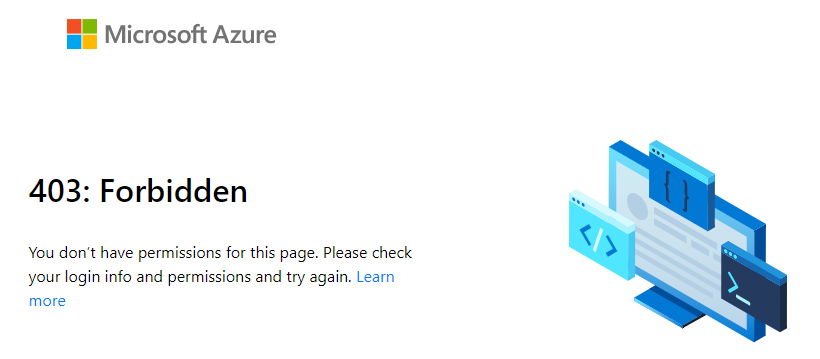 Microsoft Azure
403: Forbidden
You don't have permissions for this page. Please check
your login info and permissions and try again. Learn
more
{ }
</>
>_